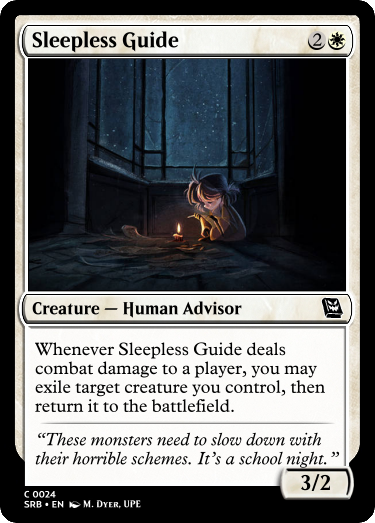 Sleepless Guide 2
Creature — Human Advisor
Whenever Sleepless Guide deals
combat damage to a player, you may
exile target creature you control, then
return it to the battlefield.
“These monsters need to slow down with
their horrible schemes. It’s a school night.”
3/2
C 0024
SRB • EN M. Dyer, UPE